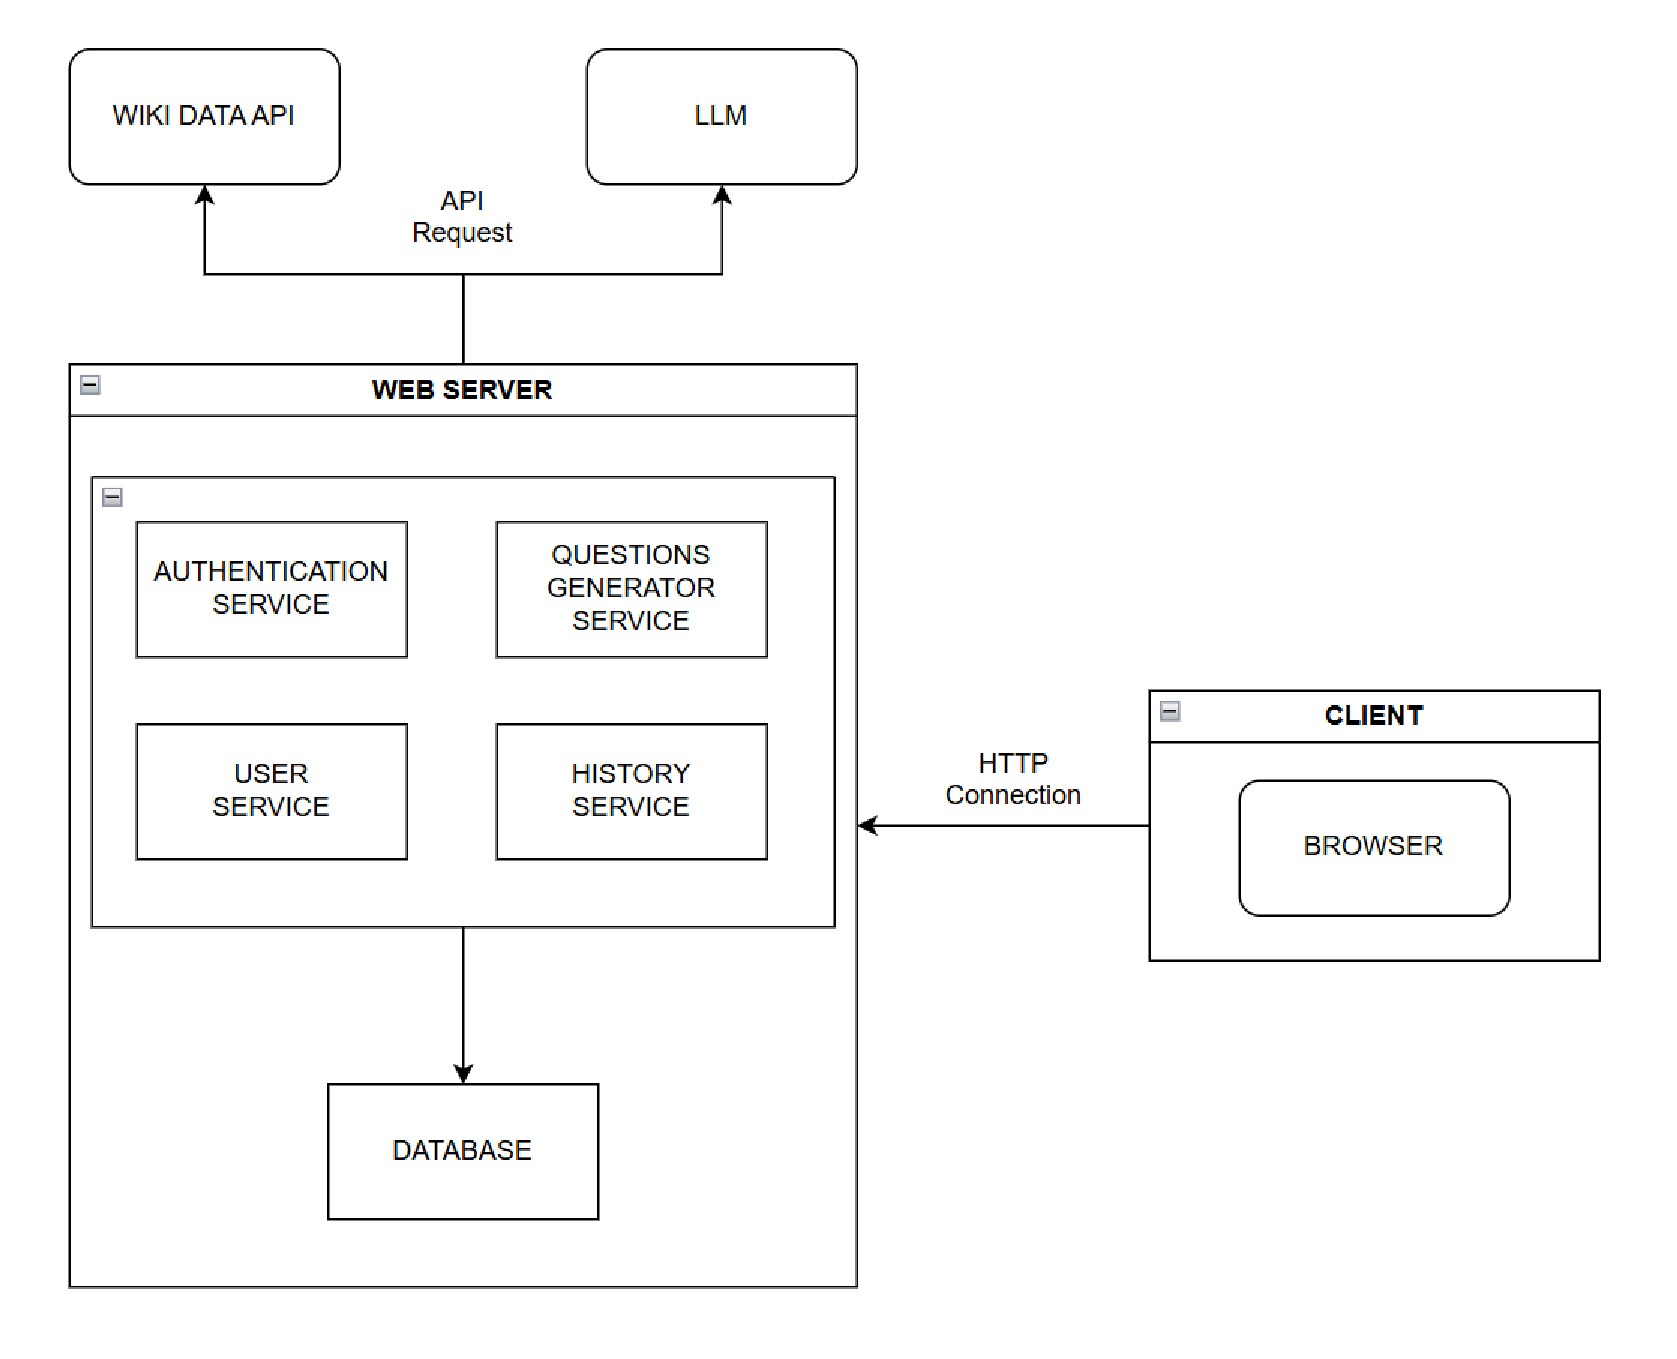 WIKI DATA API
LLM
API
Request
WEB SERVER
AUTHENTICATION
SERVICE
QUESTIONS
GENERATOR
SERVICE
USER
SERVICE
HISTORY
SERVICE
DATABASE
HTTP
Connection
CLIENT
BROWSER